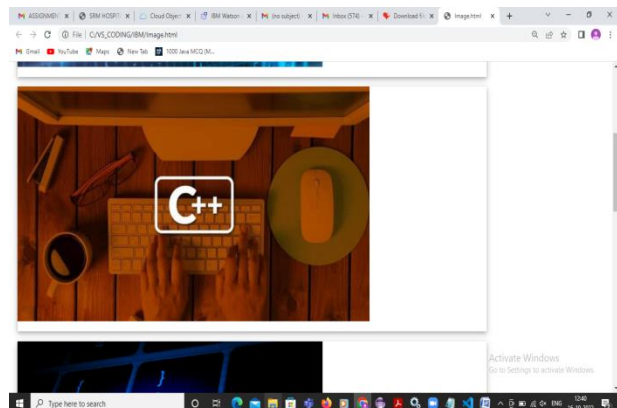 ASSIGNMEN
SRM HOSPIT
Cloud Object
IBM Watson
(no subject)
Inbox (574)
Download fi
Image.html
File
C:/VS_CODING/IBM/Image.html
Gmail
YouTube
Maps
New Tab
1000 Java MCQ (M...
C++
Activate Windows
Go to Settings to activate Windows.
Type here to search
ENG
12:40